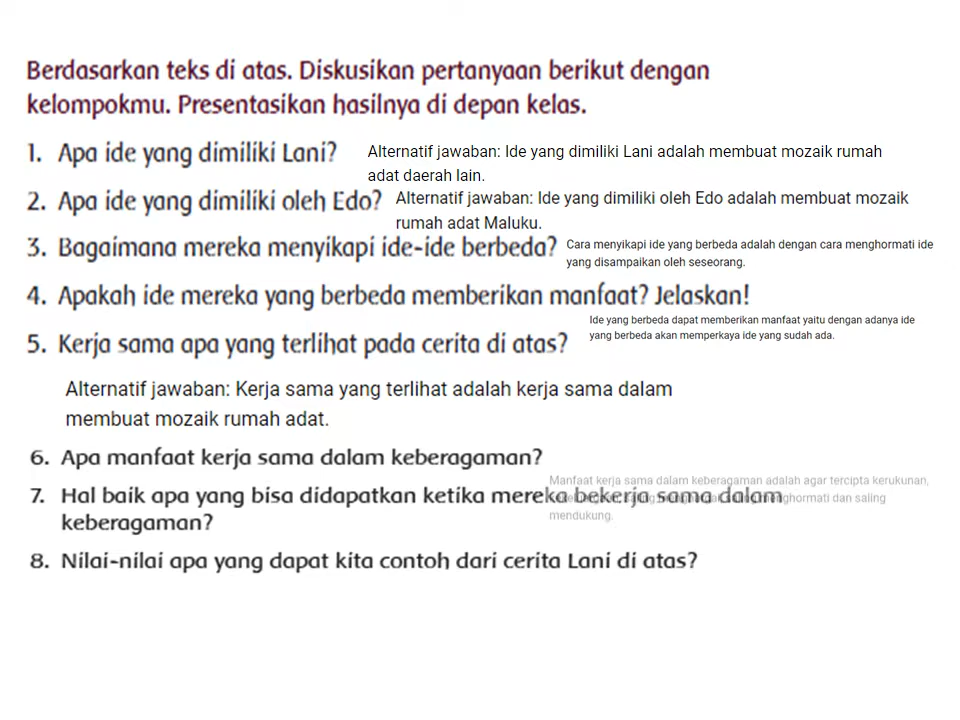 Berdasarkan teks di atas. Diskusikan pertanyaan berikut dengan
kelompokmu. Presentasikan hasilnya di depan kelas.
1. Apa ide yang dimiliki Lani?
Alternatif jawaban: Ide yang dimiliki Lani adalah membuat mozaik rumah
adat daerah lain.
2. Apa ide yang dimiliki oleh Edo?
Alternatif jawaban: Ide yang dimiliki oleh Edo adalah membuat mozaik
rumah adat Maluku.
3. Bagaimana mereka menyikapi ide-ide berbeda?
Cara menyikapi ide yang berbeda adalah dengan cara menghormati ide
yang disampaikan oleh seseorang.
4. Apakah ide mereka yang berbeda memberikan manfaat? Jelaskan!
Ide yang berbeda dapat memberikan manfaat yaitu dengan adanya ide
yang berbeda akan memperkaya ide yang sudah ada.
5. Kerja sama apa yang terlihat pada cerita di atas?
Alternatif jawaban: Kerja sama yang terlihat adalah kerja sama dalam
membuat mozaik rumah adat.
6. Apa manfaat kerja sama dalam keberagaman?
Manfaat kerja sama dalam keberagaman adalah agar tercipta kerukunan,
saling menghormati dan saling
mendukung.
7. Hal baik apa yang bisa didapatkan ketika mereka bekerja sama dalam
keberagaman?
8. Nilai-nilai apa yang dapat kita contoh dari cerita Lani di atas?